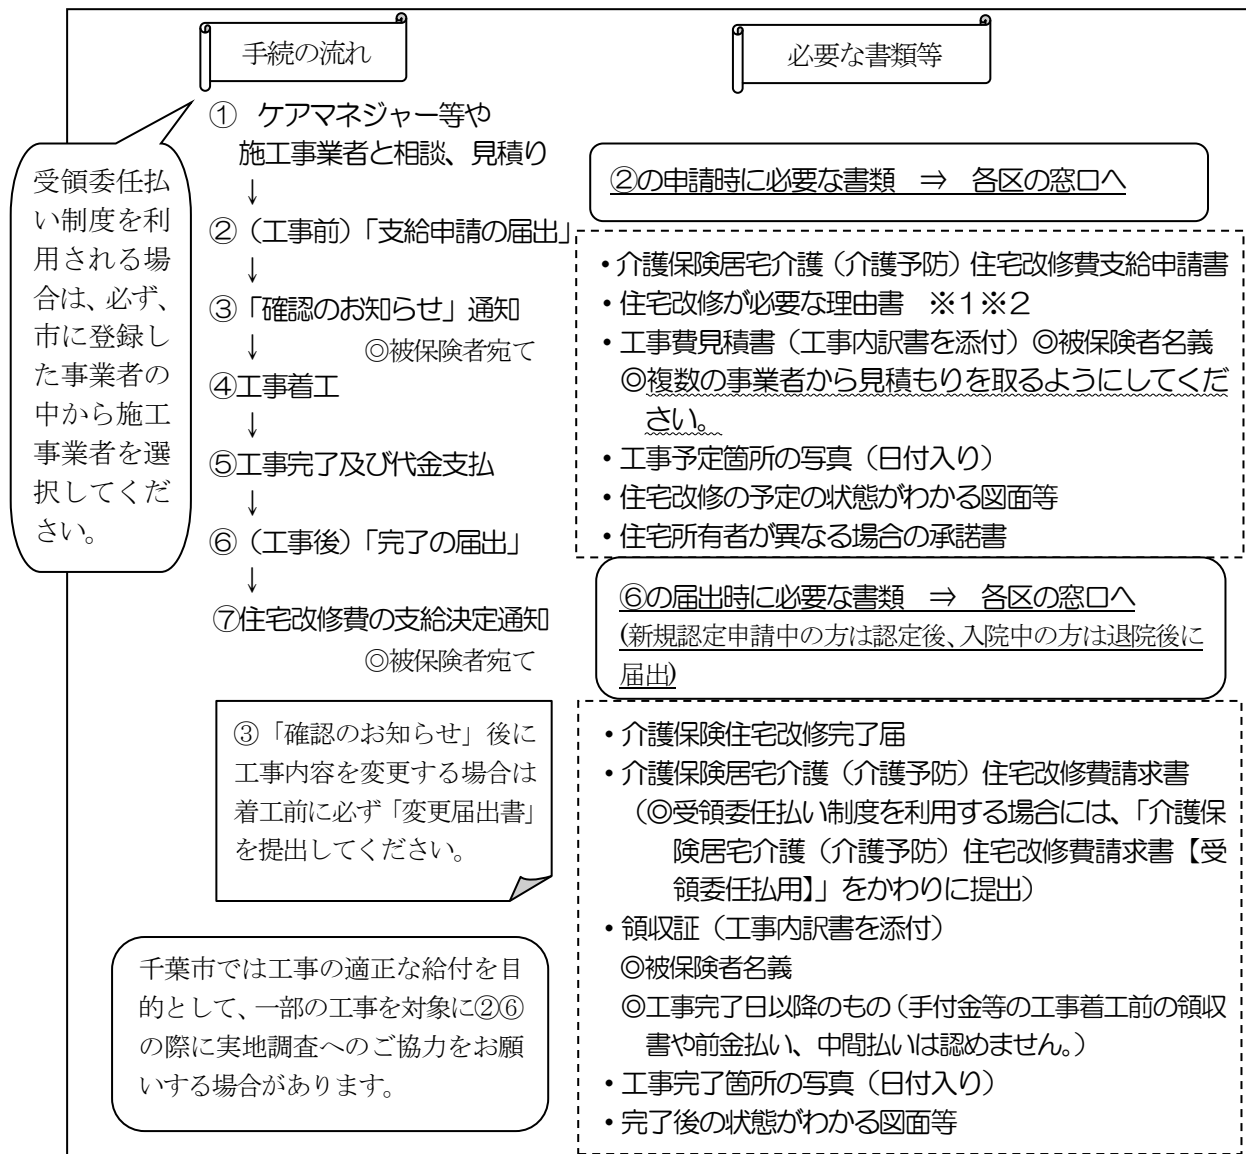 手続の流れ
必要な書類等
① ケアマネジャー等や
施工事業者と相談、見積り
↓
②（工事前）「支給申請の届出」
↓
③「確認のお知らせ」通知
↓ ◎被保険者宛て
④工事着工
↓
⑤工事完了及び代金支払
↓
⑥（工事後）「完了の届出」
↓
⑦住宅改修費の支給決定通知
◎被保険者宛て
受領委任払
い制度を利
用される場
合は、必ず、
市に登録し
た事業者の
中から施工
事業者を選
択してくだ
さい。
③「確認のお知らせ」後に
工事内容を変更する場合は
着工前に必ず「変更届出書」
を提出してください。
千葉市では工事の適正な給付を目
的として、一部の工事を対象に②⑥
の際に実地調査へのご協力をお願
いする場合があります。
②の申請時に必要な書類 ⇒ 各区の窓口へ
・介護保険居宅介護（介護予防）住宅改修費支給申請書
・住宅改修が必要な理由書 ※１※２
・工事費見積書（工事内訳書を添付）◎被保険者名義
◎複数の事業者から見積もりを取るようにしてくだ
さい。
・工事予定箇所の写真（日付入り）
・住宅改修の予定の状態がわかる図面等
・住宅所有者が異なる場合の承諾書
⑥の届出時に必要な書類 ⇒ 各区の窓口へ
(新規認定申請中の方は認定後、入院中の方は退院後に
届出)
・介護保険住宅改修完了届
・介護保険居宅介護（介護予防）住宅改修費請求書
（◎受領委任払い制度を利用する場合には、「介護保
険居宅介護（介護予防）住宅改修費請求書【受
領委任払用】」をかわりに提出）
・領収証（工事内訳書を添付）
◎被保険者名義
◎工事完了日以降のもの（手付金等の工事着工前の領収
書や前金払い、中間払いは認めません。）
・工事完了箇所の写真（日付入り）
・完了後の状態がわかる図面等